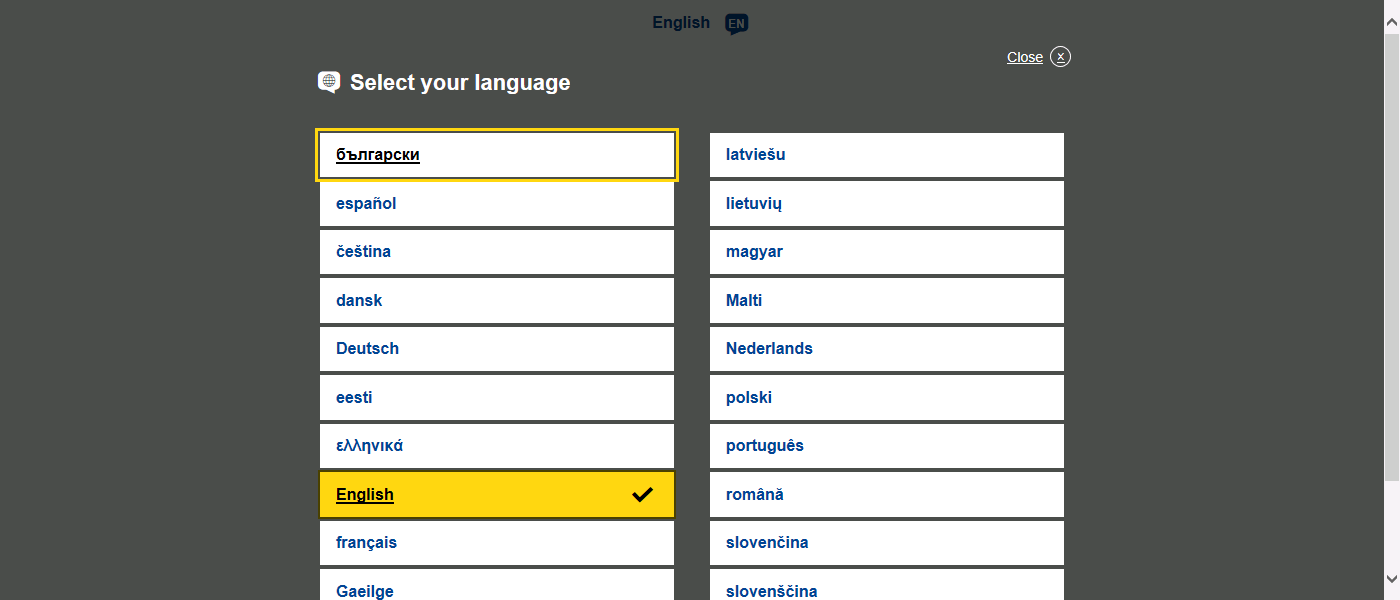 English EN
Close x
Select your language
български
español
čeština
dansk
Deutsch
eesti
ελληνικά
English
français
Gaeilge
latviešu
lietuvių
magyar
Malti
Nederlands
polski
português
română
slovenčina
slovenščina